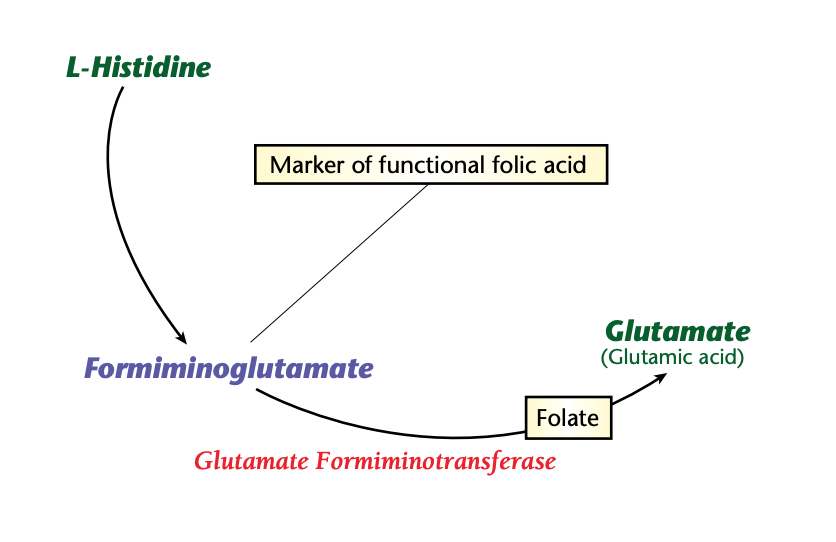 L-Histidine
Marker of functional folic acid
Glutamate
(Glutamic acid)
Formiminoglutamate
Folate
Glutamate Formiminotransferase